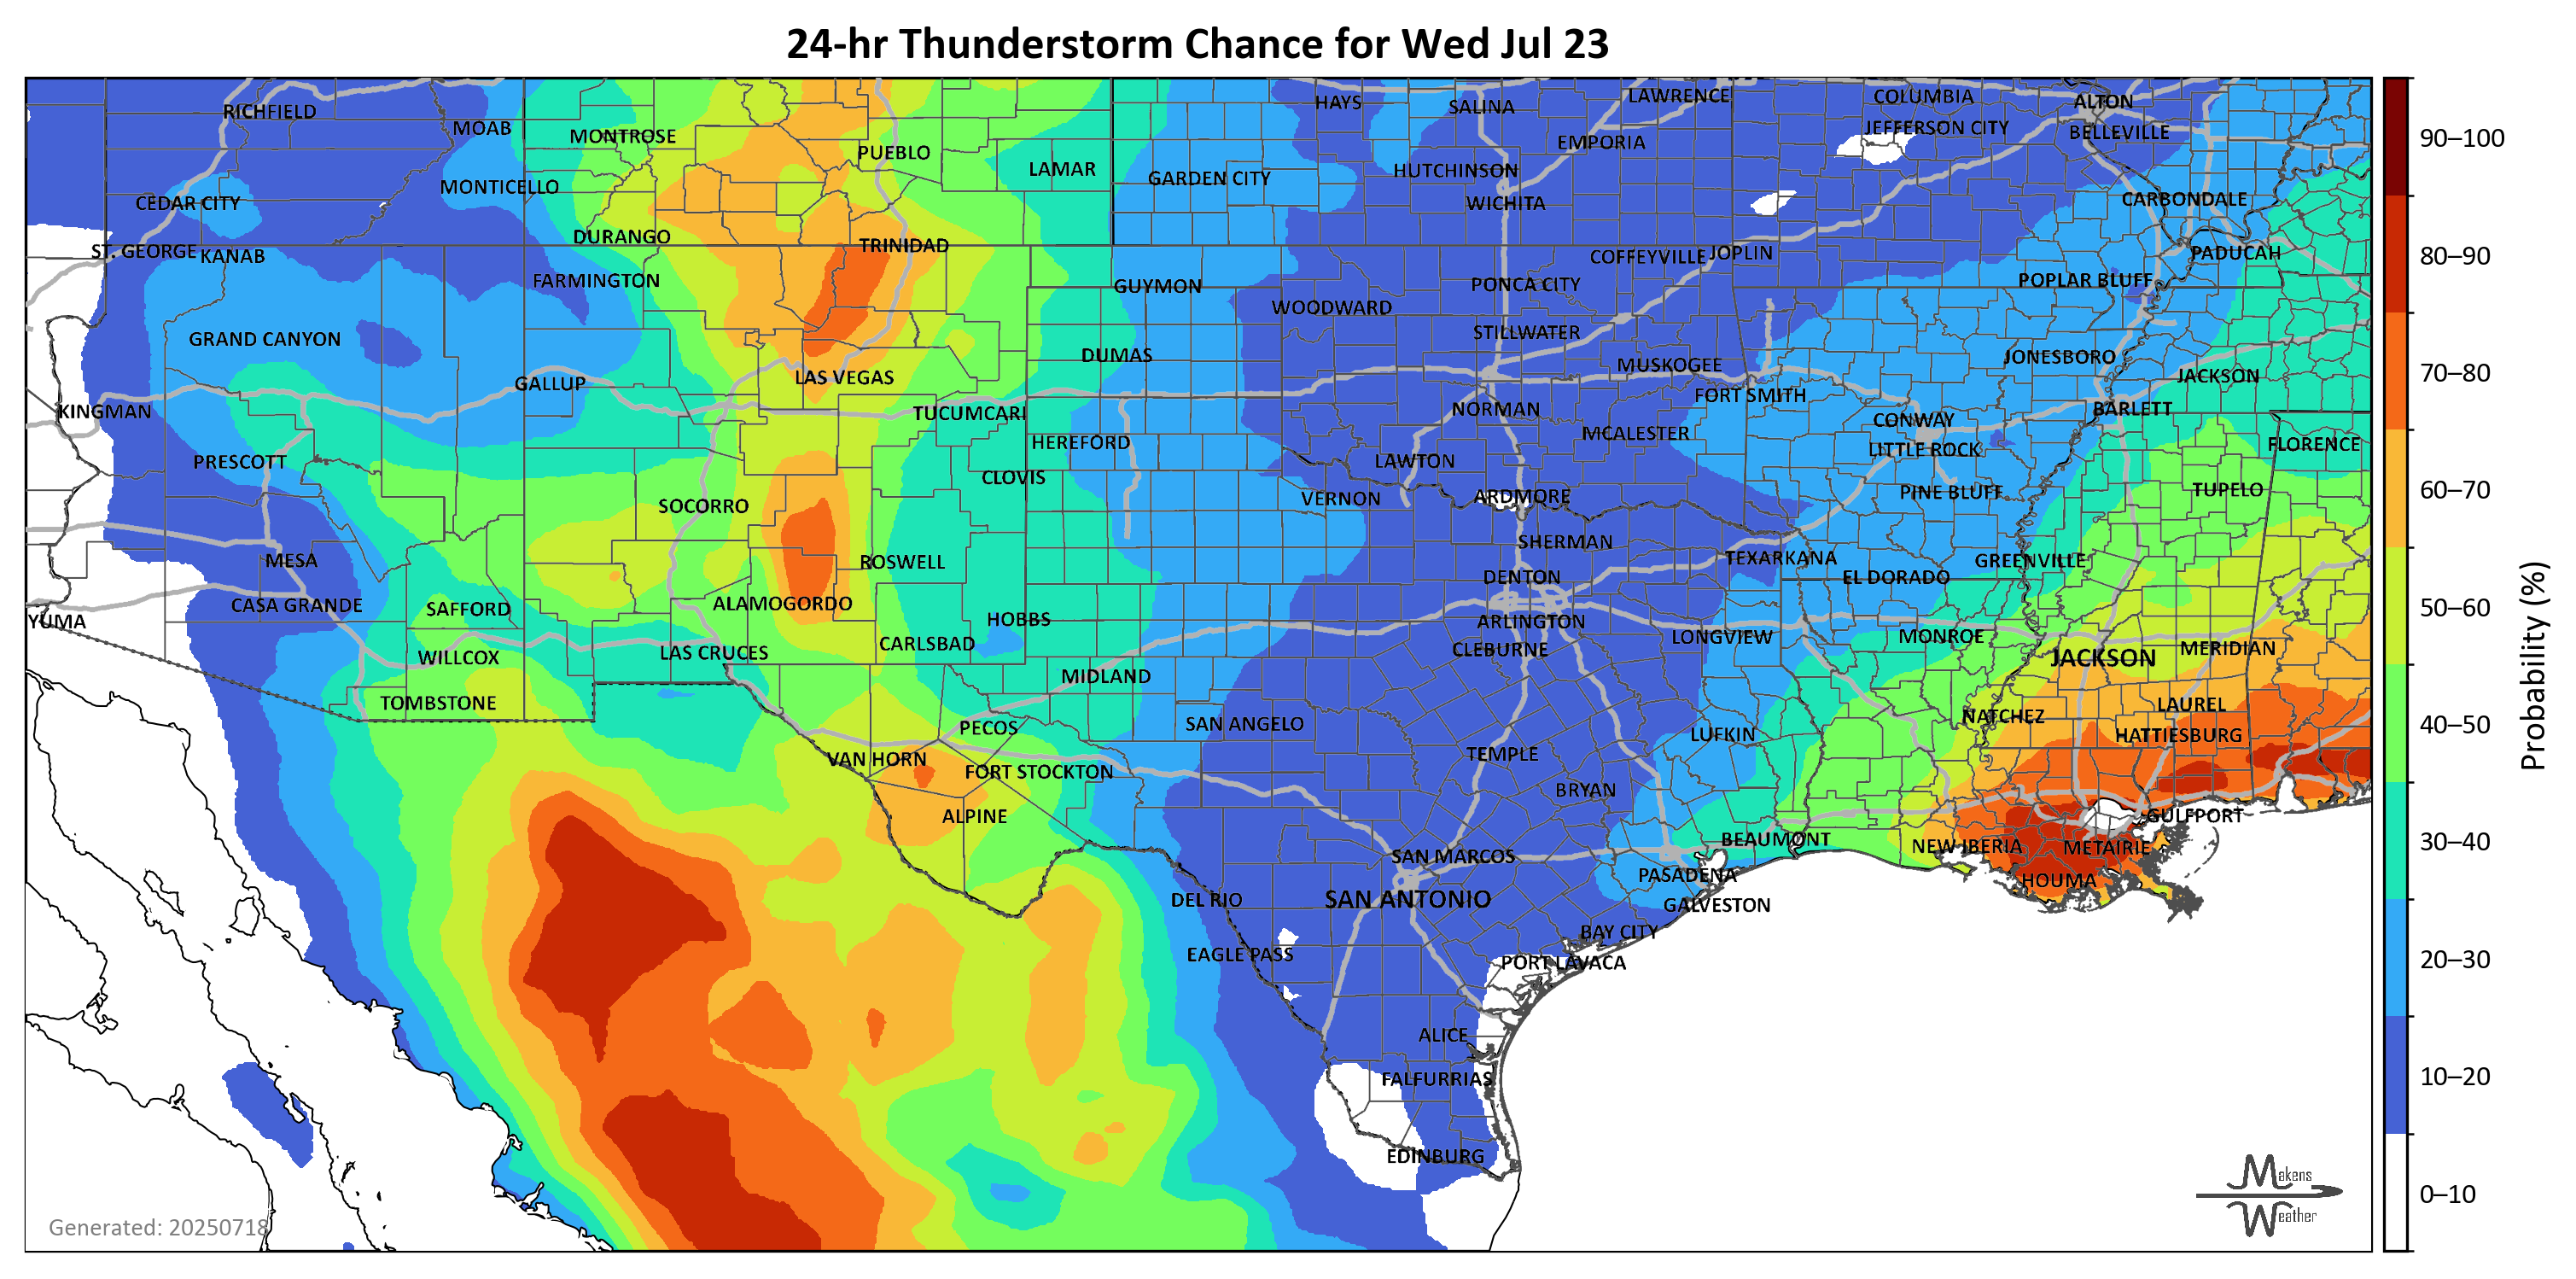 24-hr Thunderstorm Chance for Wed Jul 23
RICHFIELD
HAYS
SALINA
LAWRENCE
COLUMBIA
ALTON
MOAB
MONTROSE
PUEBLO
LAMAR
EMPORIA
JEFFERSON CITY
BELLEVILLE
90–100
MONTICELLO
GARDEN CITY
HUTCHINSON
CEDAR CITY
WICHITA
CARBONDALE
DURANGO
TRINIDAD
ST. GEORGE
KANAB
COFFEYVILLE
JOPLIN
PADUCAH
80–90
FARMINGTON
GUYMON
PONCA CITY
POPLAR BLUFF
WOODWARD
GRAND CANYON
STILLWATER
DUMAS
JONESBORO
MUSKOGEE
LAS VEGAS
JACKSON
70–80
GALLUP
FORT SMITH
KINGMAN
TUCUMCARI
NORMAN
BARLETT
CONWAY
HEREFORD
MCALESTER
FLORENCE
PRESCOTT
LAWTON
LITTLE ROCK
CLOVIS
VERNON
ARDMORE
PINE BLUFF
TUPELO
60–70
SOCORRO
SHERMAN
MESA
ROSWELL
TEXARKANA
GREENVILLE
DENTON
EL DORADO
CASA GRANDE
SAFFORD
ALAMOGORDO
50–60
YUMA
HOBBS
ARLINGTON
LONGVIEW
MONROE
CARLSBAD
WILLCOX
LAS CRUCES
CLEBURNE
JACKSON
MERIDIAN
Probability (%)
TOMBSTONE
MIDLAND
LAUREL
PECOS
SAN ANGELO
NATCHEZ
40–50
LUFKIN
HATTIESBURG
VAN HORN
FORT STOCKTON
TEMPLE
BRYAN
ALPINE
GULFPORT
BEAUMONT
NEW IBERIA
METAIRIE
30–40
SAN MARCOS
PASADENA
HOUMA
DEL RIO
SAN ANTONIO
GALVESTON
BAY CITY
EAGLE PASS
PORT LAVACA
20–30
ALICE
FALFURRIAS
10–20
EDINBURG
Makens
Weather
0–10
Generated: 20250718